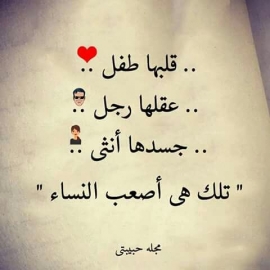 .. قلبها طفل ..
.. عقلها رجل ..
.. جسدها أنثى ..
" تلك هى أصعب النساء "
مجله حبيبتى